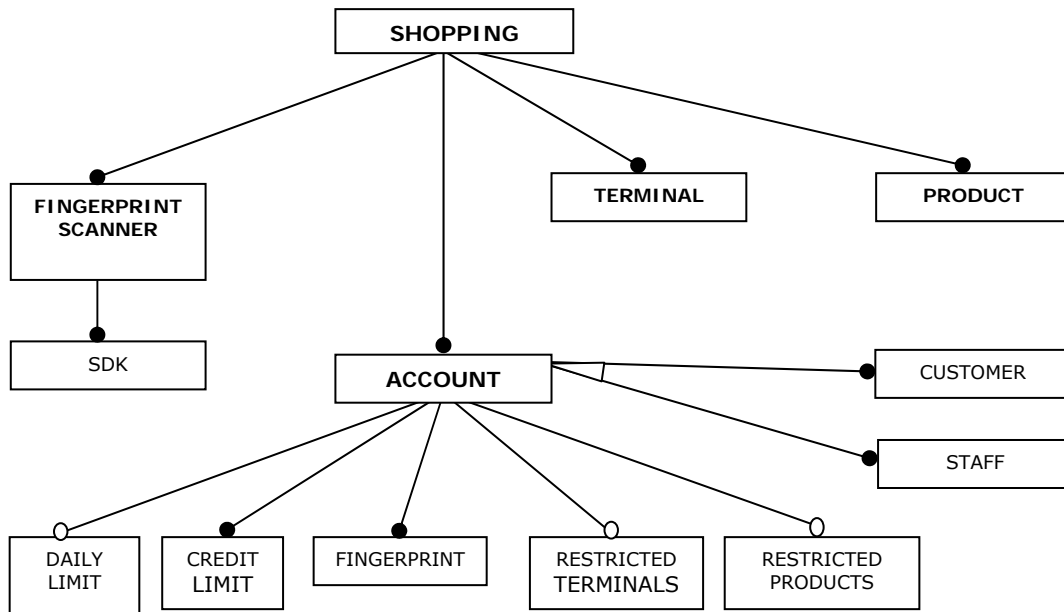 SHOPPING
FINGERPRINT
SCANNER
TERMINAL
PRODUCT
SDK
ACCOUNT
CUSTOMER
STAFF
DAILY
LIMIT
CREDIT
LIMIT
FINGERPRINT
RESTRICTED
TERMINALS
RESTRICTED
PRODUCTS